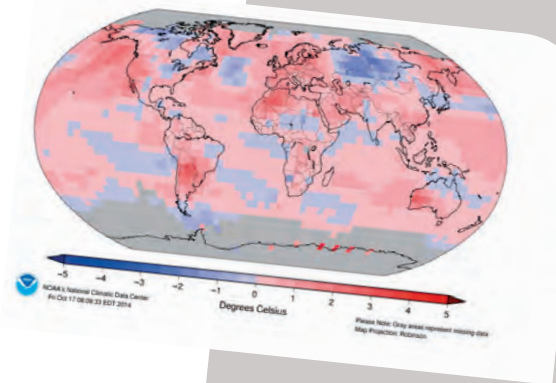 -5 -4 -3 -2 -1 0 1 2 3 4 5
Degrees Celsius
NOAA's National Climatic Data Center
Fri Oct 17 08:09:33 EDT 2014
Please Note: Gray areas represent missing data
Map Projection: Robinson